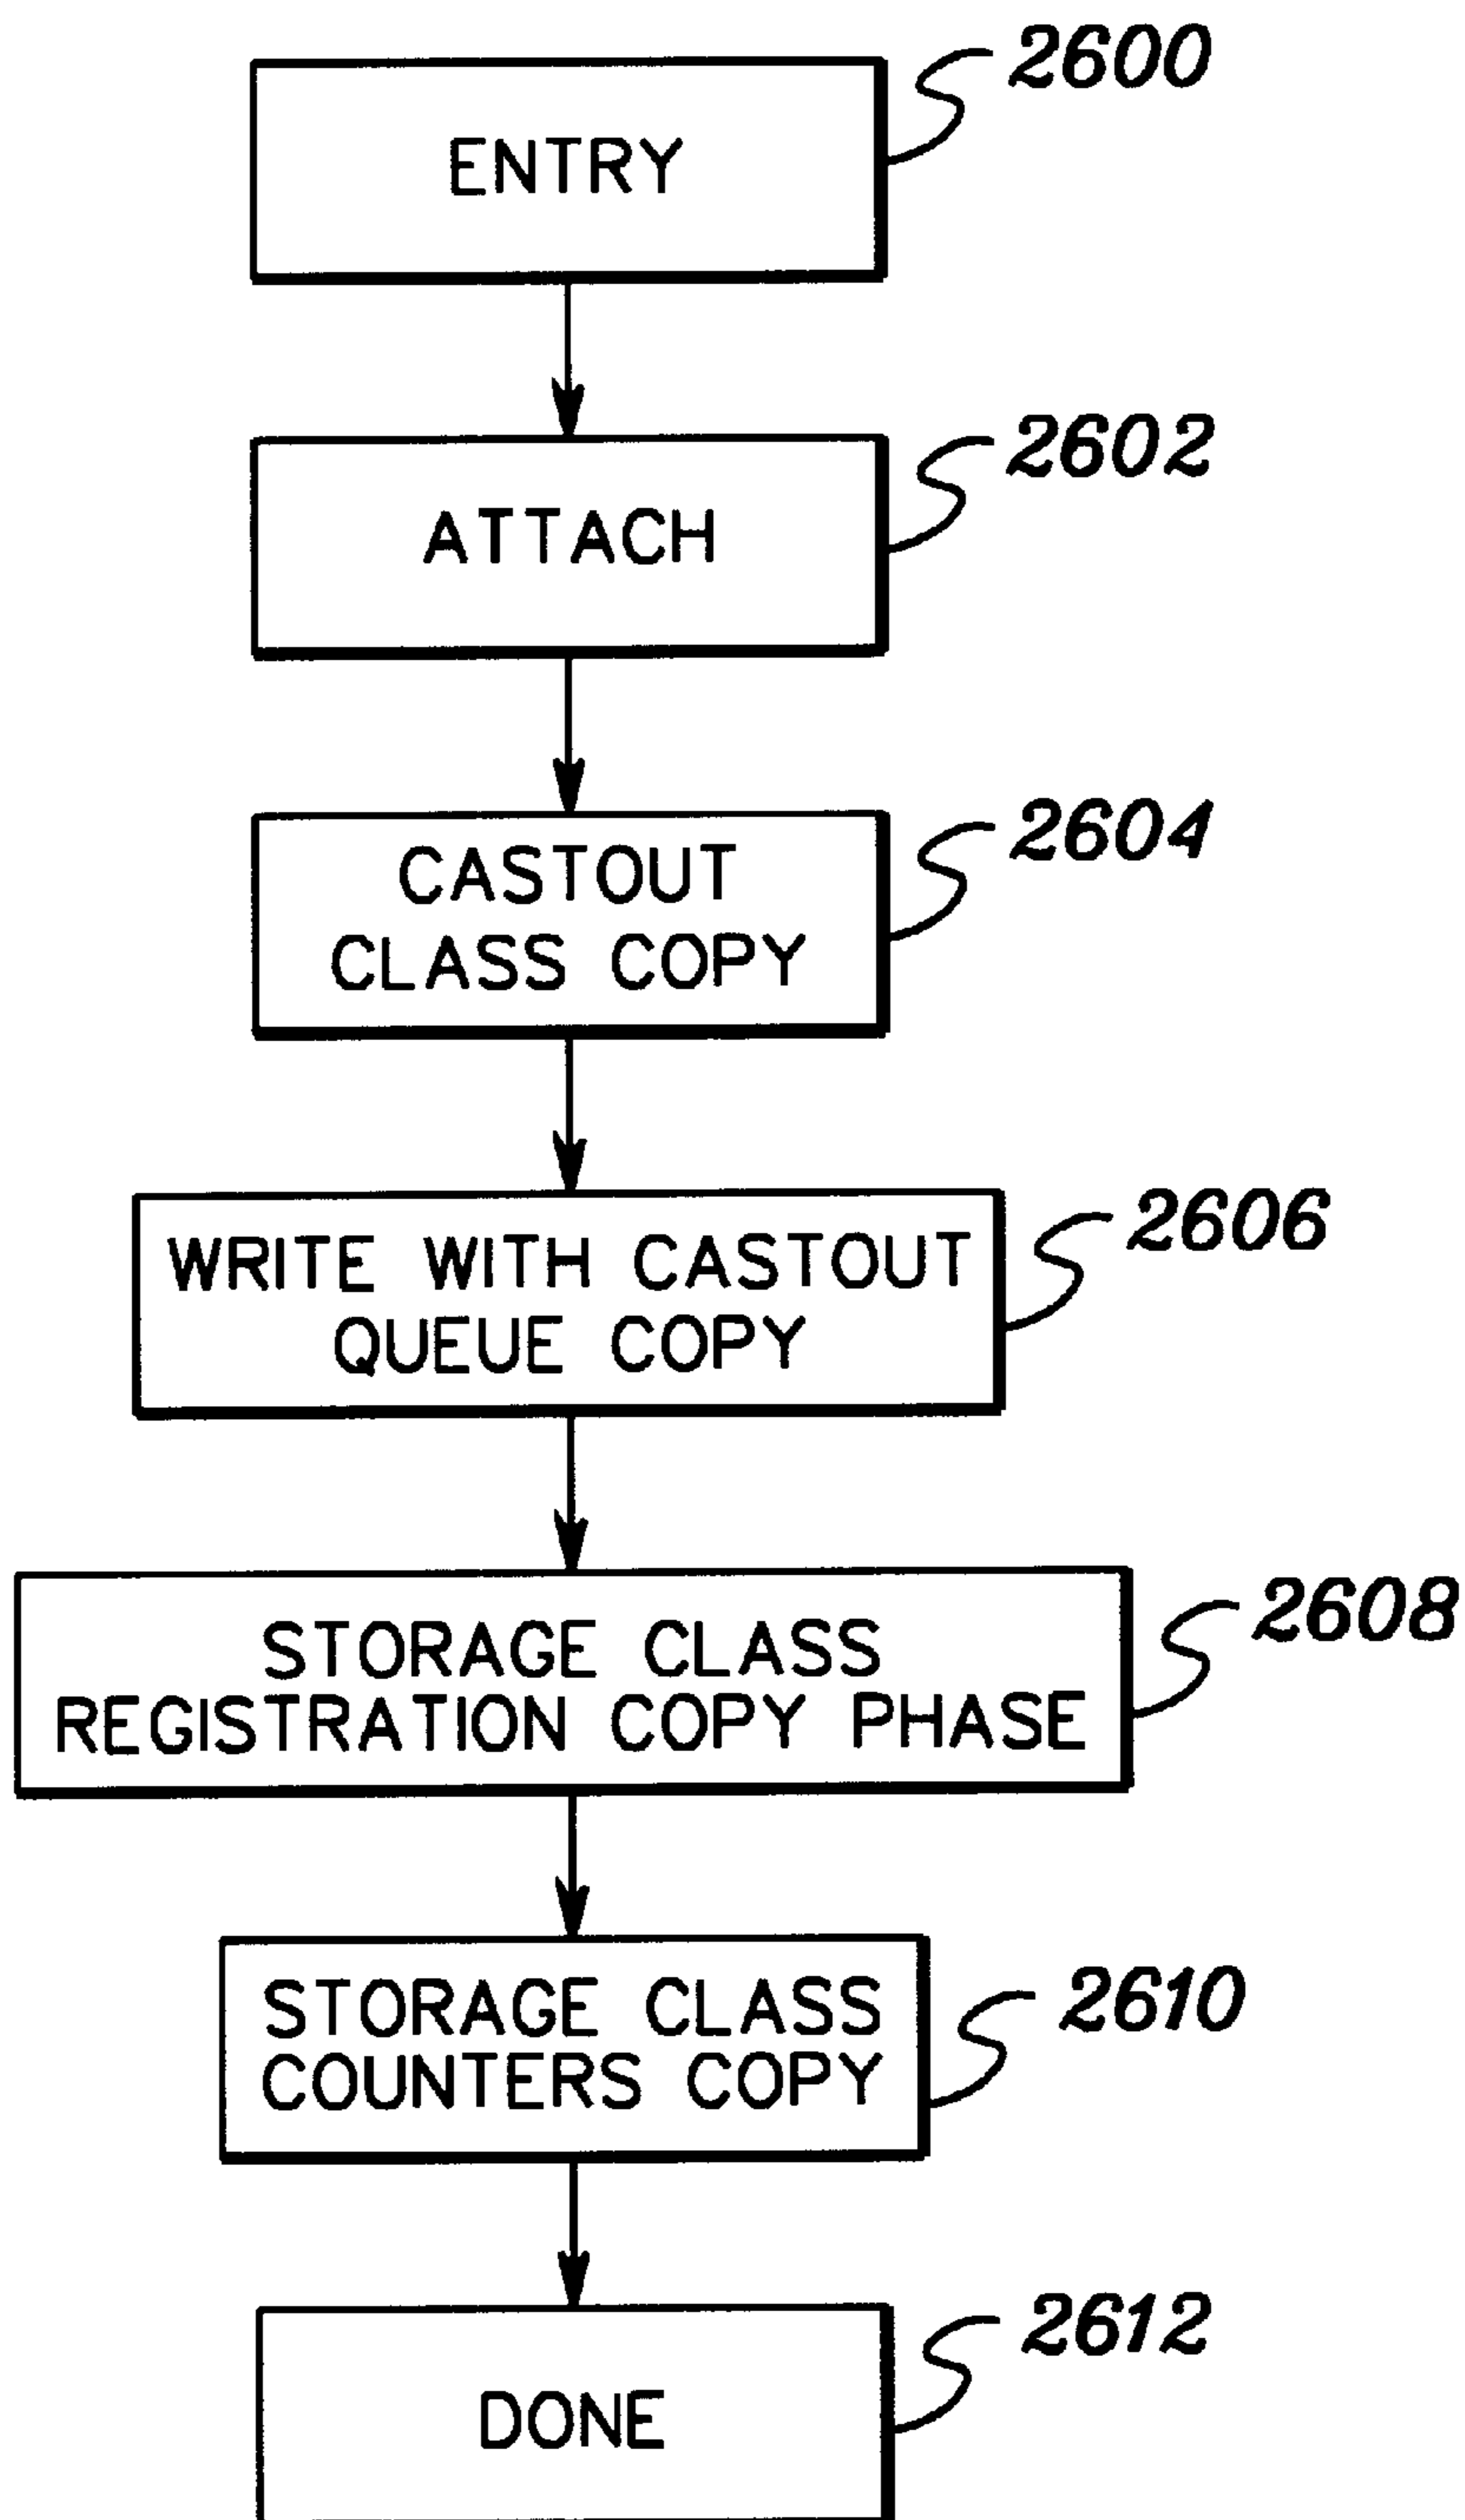 2600
ENTRY
2602
ATTACH
2604
CASTOUT
CLASS COPY
2606
WRITE WITH CASTOUT
QUEUE COPY
2608
STORAGE CLASS
REGISTRATION COPY PHASE
2610
STORAGE CLASS
COUNTERS COPY
2612
DONE